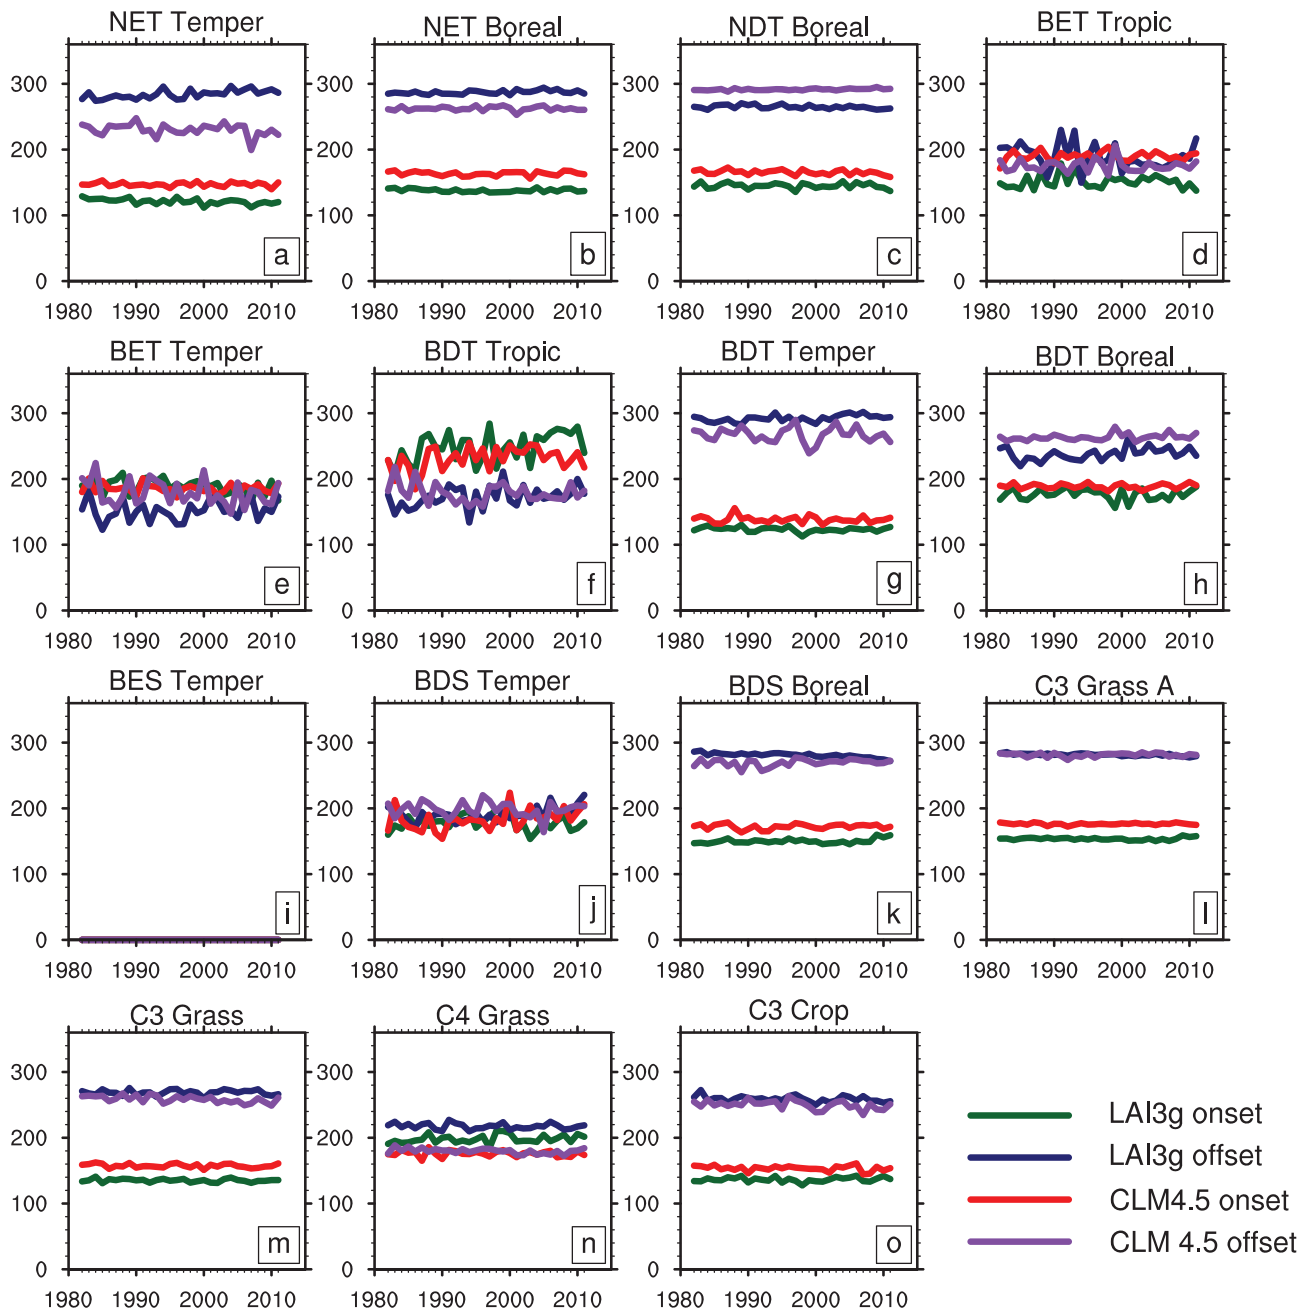 NET Temper
NET Boreal
NDT Boreal
BET Tropic
300
200
100
0
300
200
100
0
300
200
100
0
300
200
100
0
a
b
c
d
1980 1990 2000 2010
1980 1990 2000 2010
1980 1990 2000 2010
1980 1990 2000 2010
BET Temper
BDT Tropic
BDT Temper
BDT Boreal
300
200
100
0
300
200
100
0
300
200
100
0
300
200
100
0
e
f
g
h
1980 1990 2000 2010
1980 1990 2000 2010
1980 1990 2000 2010
1980 1990 2000 2010
BES Temper
BDS Temper
BDS Boreal
C3 Grass A
300
200
100
0
300
200
100
0
300
200
100
0
300
200
100
0
i
j
k
l
1980 1990 2000 2010
1980 1990 2000 2010
1980 1990 2000 2010
1980 1990 2000 2010
C3 Grass
C4 Grass
C3 Crop
300
200
100
0
300
200
100
0
300
200
100
0
m
n
o
1980 1990 2000 2010
1980 1990 2000 2010
1980 1990 2000 2010
LAI3g onset
LAI3g offset
CLM4.5 onset
CLM 4.5 offset